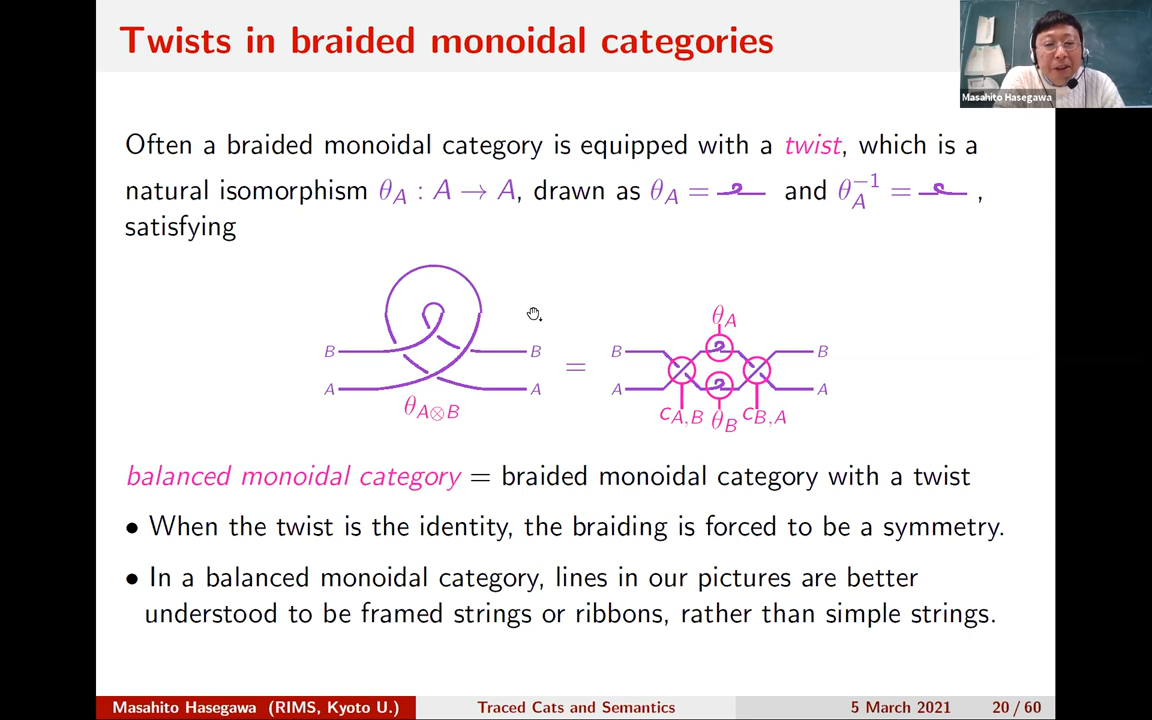 Twists in braided monoidal categories
Masahito Hasegawa
Often a braided monoidal category is equipped with a twist, which is a
natural isomorphism θ_A : A → A, drawn as θ_A = and θ_A^{-1} = ,
satisfying
θ_A
B B = B B
A A A A
θ_{A⊗B} c_{A,B} θ_B c_{B,A}
balanced monoidal category = braided monoidal category with a twist
• When the twist is the identity, the braiding is forced to be a symmetry.
• In a balanced monoidal category, lines in our pictures are better
understood to be framed strings or ribbons, rather than simple strings.
Masahito Hasegawa (RIMS, Kyoto U.) Traced Cats and Semantics 5 March 2021 20 / 60